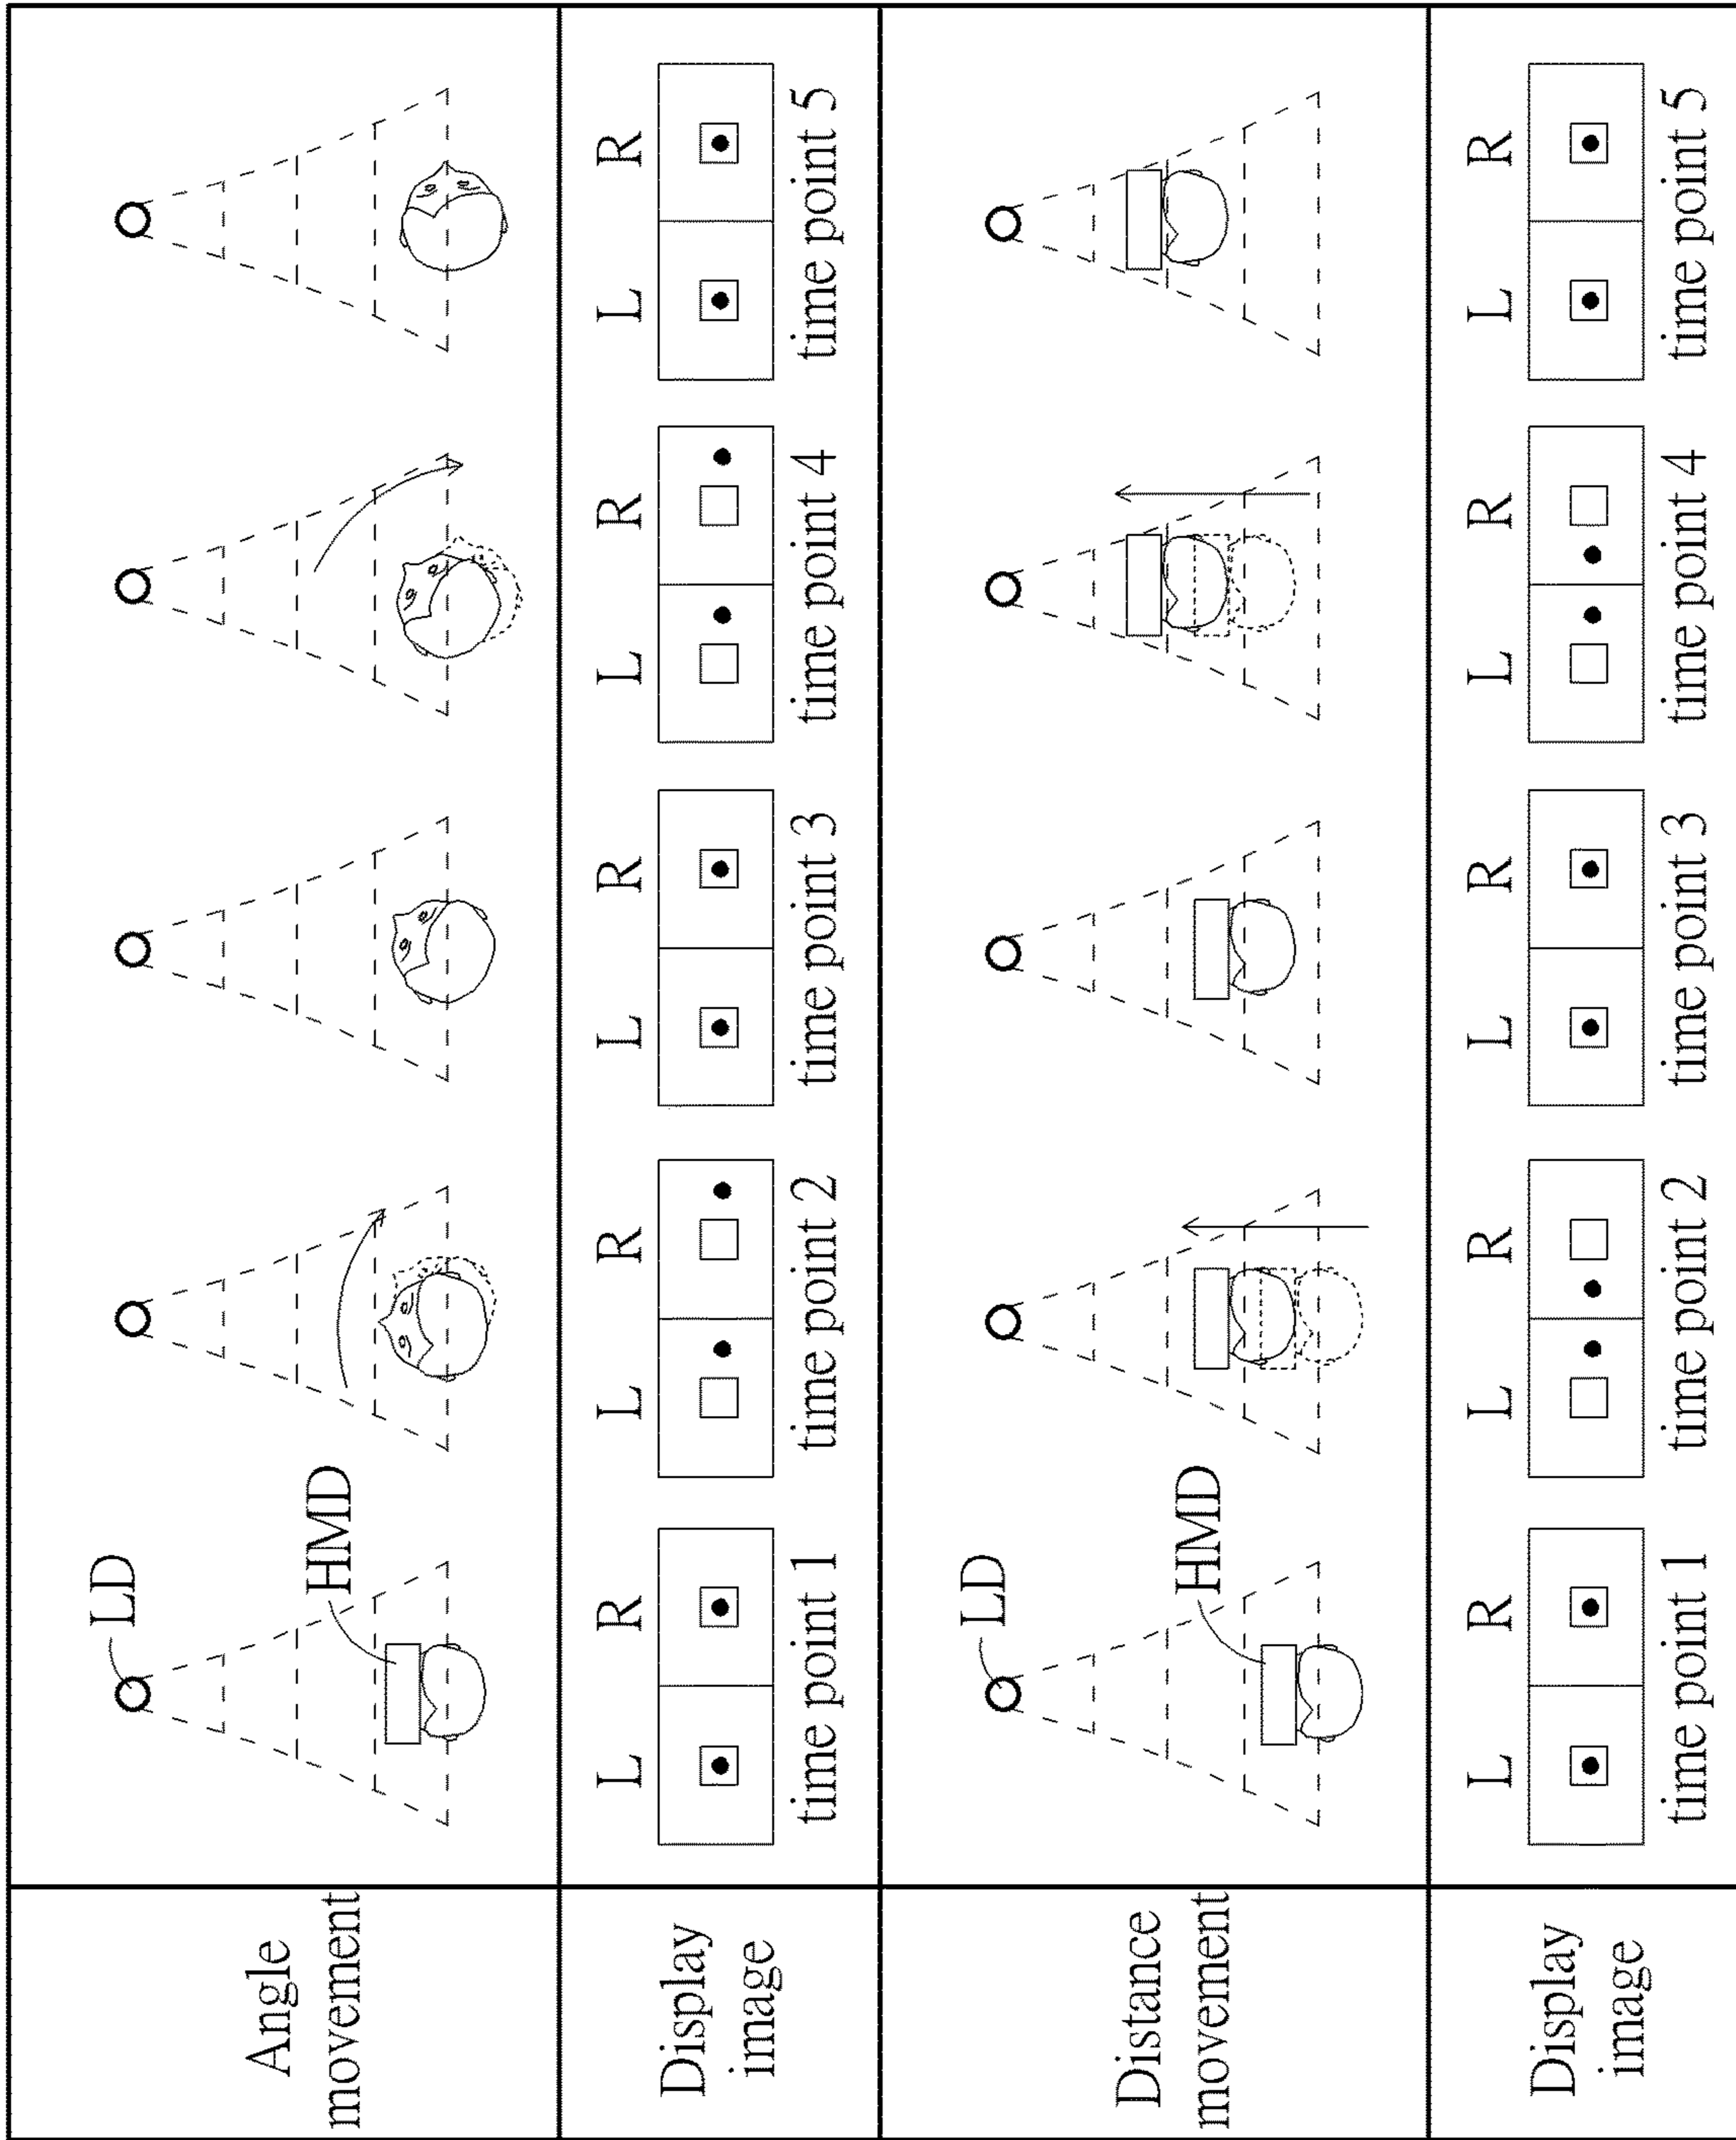 Angle
movement
LD
HMD
Display
image
L R
time point 1
L R
time point 2
L R
time point 3
L R
time point 4
L R
time point 5
Distance
movement
LD
HMD
Display
image
L R
time point 1
L R
time point 2
L R
time point 3
L R
time point 4
L R
time point 5